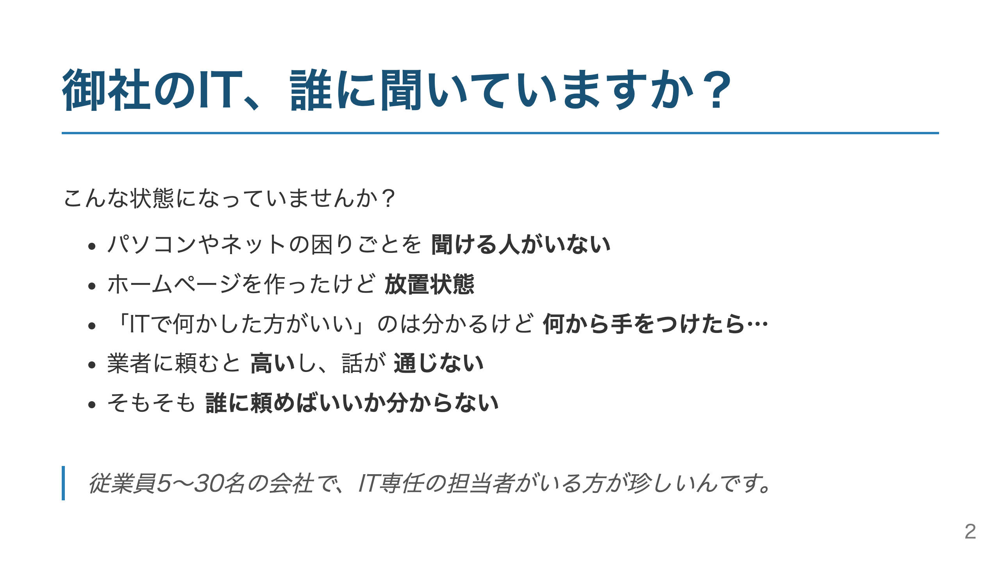 御社のIT、誰に聞いていますか？
こんな状態になっていませんか？
• パソコンやネットの困りごとを 聞ける人がいない
• ホームページを作ったけど 放置状態
• 「ITで何かした方がいい」のは分かるけど 何から手をつけたら…
• 業者に頼むと 高いし、話が 通じない
• そもそも 誰に頼めばいいか分からない
従業員5〜30名の会社で、IT専任の担当者がいる方が珍しいんです。
2